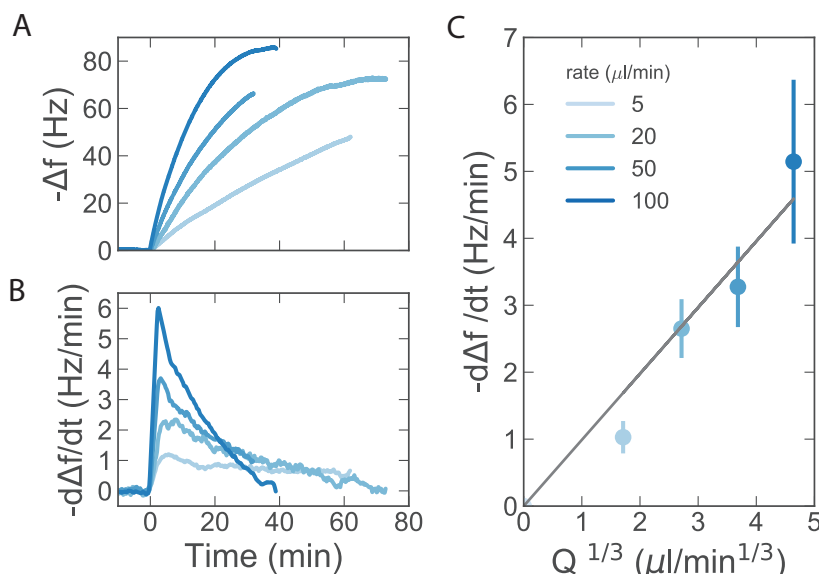 A
-Δf (Hz)
80
60
40
20
0
B
-dΔf/dt (Hz/min)
6
5
4
3
2
1
0
0 20 40 60 80
Time (min)
C
-dΔf/dt (Hz/min)
7
6
5
4
3
2
1
0
rate (μl/min)
5
20
50
100
0 1 2 3 4 5
Q 1/3 (μl/min1/3)